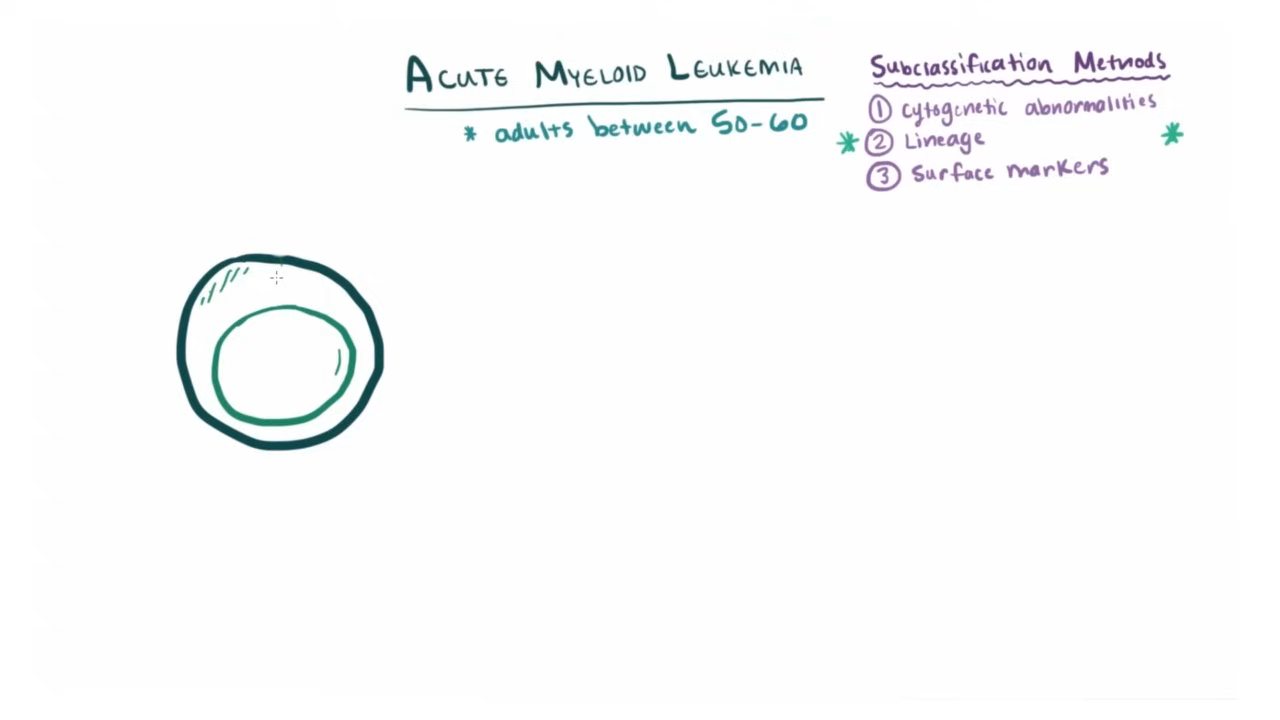 ACUTE MYELOID LEUKEMIA
* adults between 50-60
Subclassification Methods
① cytogenetic abnormalities
* ② Lineage *
③ Surface markers